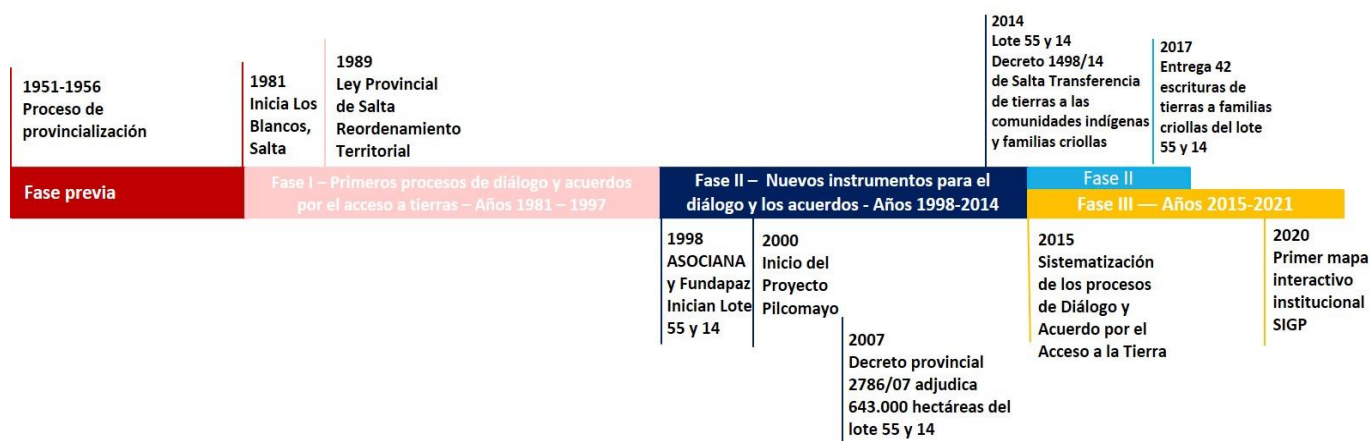 1951-1956
Proceso de
provincialización
1981
Inicia Los
Blancos,
Salta
1989
Ley Provincial
de Salta
Reordenamiento
Territorial
2014
Lote 55 y 14
Decreto 1498/14
de Salta Transferencia
de tierras a las
comunidades indígenas
y familias criollas
2017
Entrega 42
escrituras de
tierras a familias
criollas del lote
55 y 14
Fase previa
Fase I – Primeros procesos de diálogo y acuerdos
por el acceso a tierras – Años 1981 – 1997
Fase II – Nuevos instrumentos para el
diálogo y los acuerdos - Años 1998-2014
Fase II
Fase III — Años 2015-2021
1998
ASOCIANA
y Fundapaz
Inician Lote
55 y 14
2000
Inicio del
Proyecto
Pilcomayo
2007
Decreto provincial
2786/07 adjudica
643.000 hectáreas del
lote 55 y 14
2015
Sistematización
de los procesos
de Diálogo y
Acuerdo por el
Acceso a la Tierra
2020
Primer mapa
interactivo
institucional
SIGP